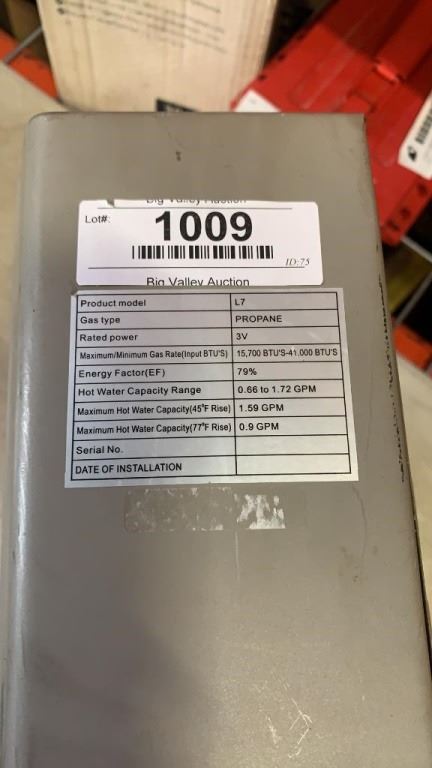 Lot#:
1009
ID:75
Big Valley Auction
Product model L7
Gas type PROPANE
Rated power 3V
Maximum/Minimum Gas Rate(Input BTU'S) 15,700 BTU'S-41,000 BTU'S
Energy Factor(EF) 79%
Hot Water Capacity Range 0.66 to 1.72 GPM
Maximum Hot Water Capacity(45°F Rise) 1.59 GPM
Maximum Hot Water Capacity(77°F Rise) 0.9 GPM
Serial No.
DATE OF INSTALLATION